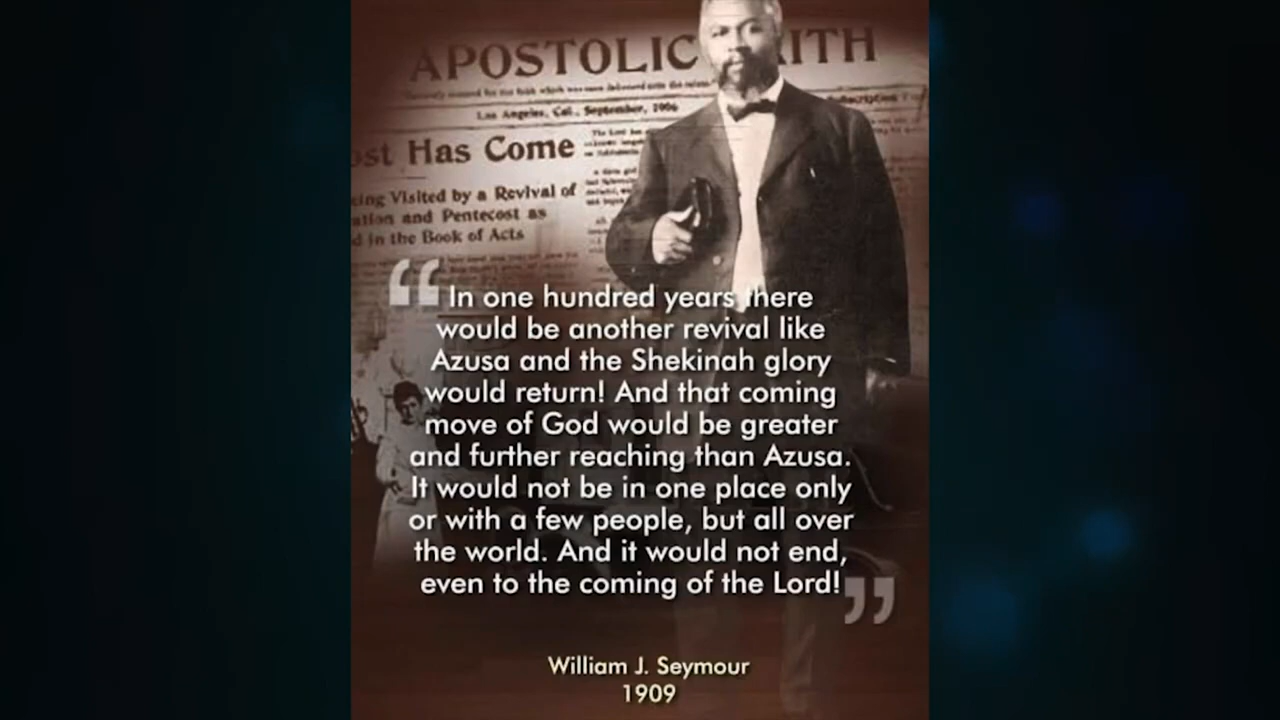 APOSTOLIC AITH
Los Angeles, Cal., September, 1906
Subscription
ost Has Come
ing Visited by a Revival of
ation and Pentecost as
d in the Book of Acts
“In one hundred years there
would be another revival like
Azusa and the Shekinah glory
would return! And that coming
move of God would be greater
and further reaching than Azusa.
It would not be in one place only
or with a few people, but all over
the world. And it would not end,
even to the coming of the Lord!”
William J. Seymour
1909